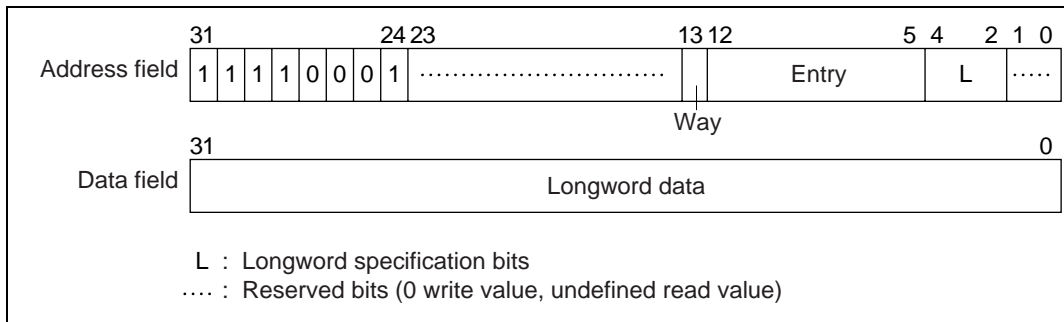 31 24 23 13 12 5 4 2 1 0
Address field 1 1 1 1 0 0 0 1 Entry L
Way
31 0
Data field Longword data
L : Longword specification bits
.... : Reserved bits (0 write value, undefined read value)